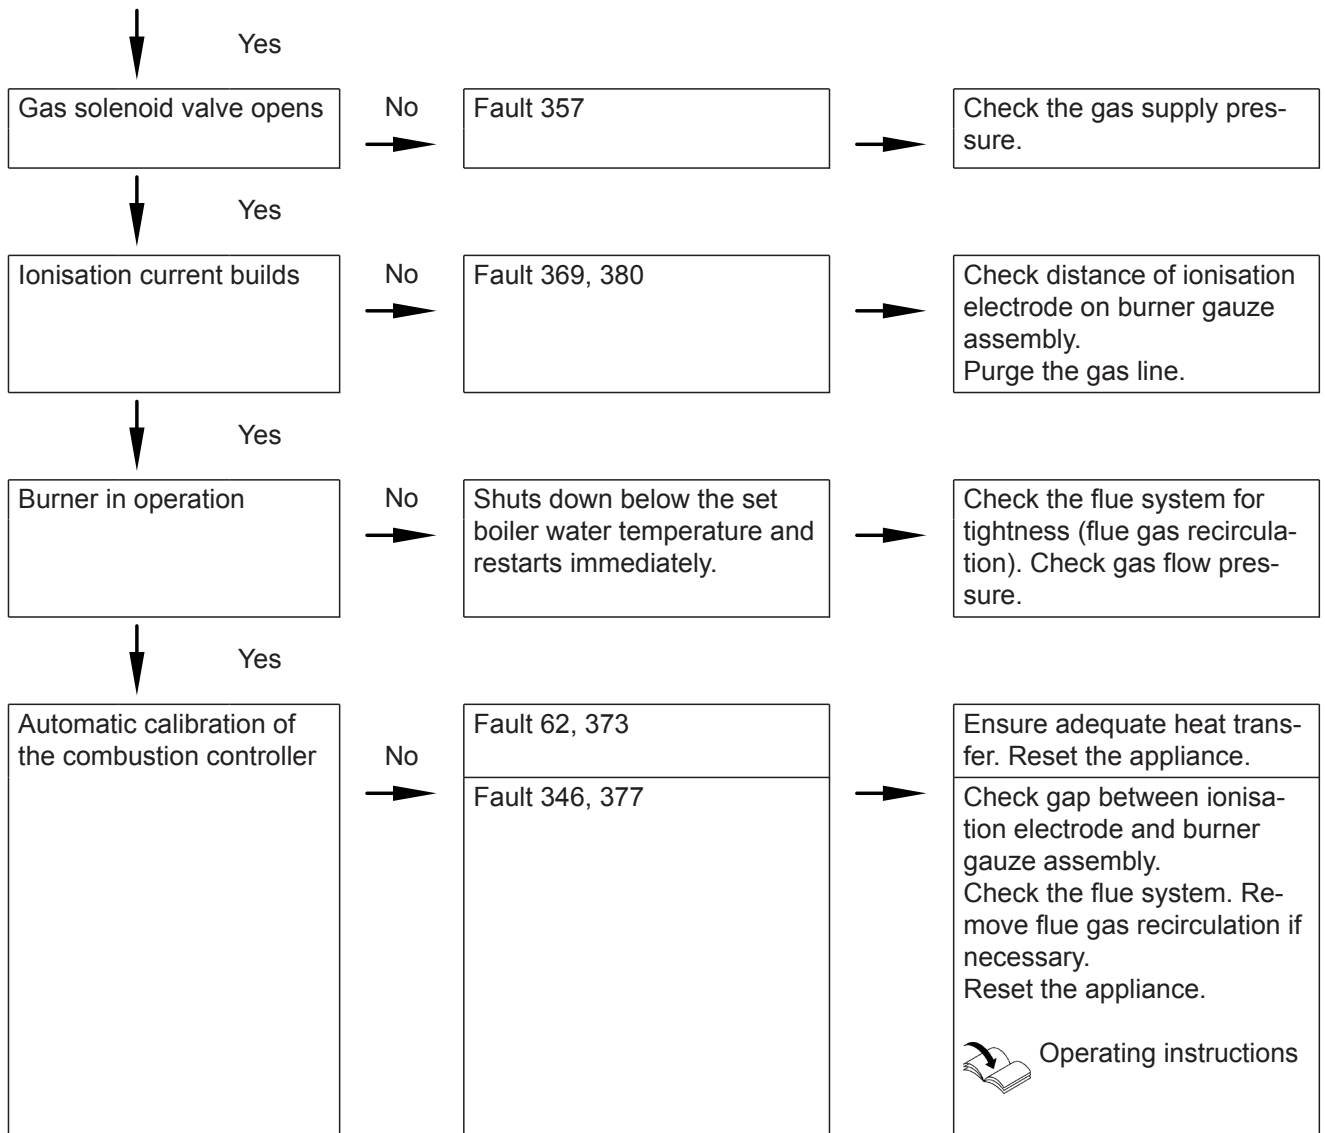 Yes
Gas solenoid valve opens
No
Fault 357
Check the gas supply pres-
sure.
Yes
Ionisation current builds
No
Fault 369, 380
Check distance of ionisation
electrode on burner gauze
assembly.
Purge the gas line.
Yes
Burner in operation
No
Shuts down below the set
boiler water temperature and
restarts immediately.
Check the flue system for
tightness (flue gas recircula-
tion). Check gas flow pres-
sure.
Yes
Automatic calibration of
the combustion controller
No
Fault 62, 373
Ensure adequate heat trans-
fer. Reset the appliance.
Fault 346, 377
Check gap between ionisa-
tion electrode and burner
gauze assembly.
Check the flue system. Re-
move flue gas recirculation if
necessary.
Reset the appliance.
Operating instructions